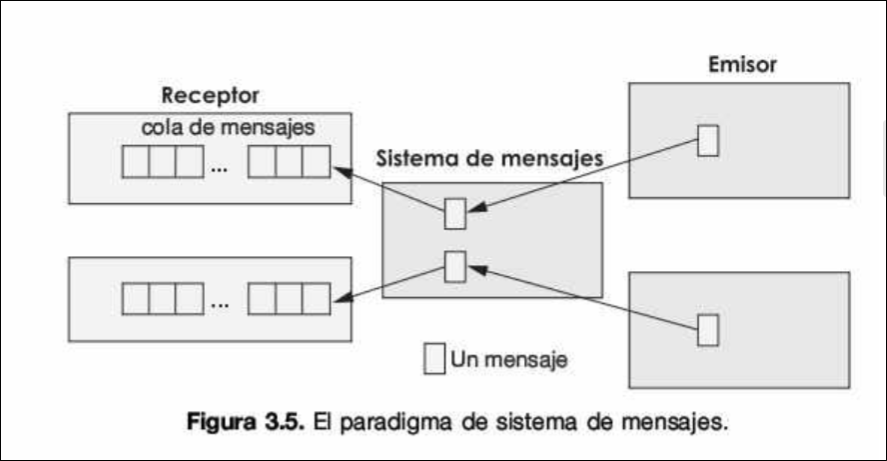 Emisor
Receptor
cola de mensajes
...
Sistema de mensajes
...
Un mensaje
Figura 3.5. El paradigma de sistema de mensajes.